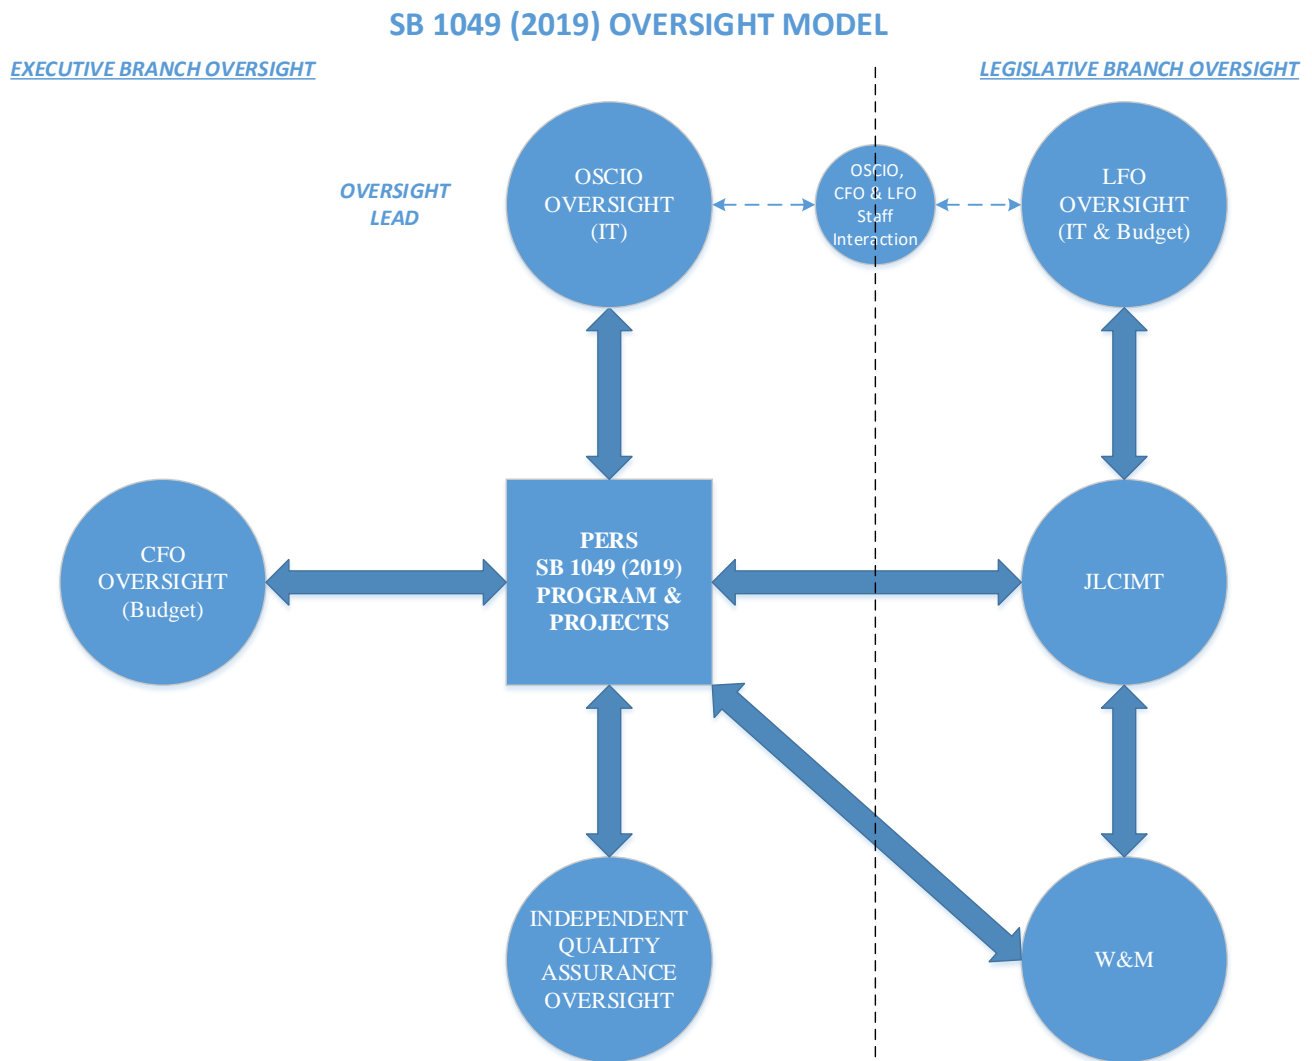 SB 1049 (2019) OVERSIGHT MODEL
EXECUTIVE BRANCH OVERSIGHT
LEGISLATIVE BRANCH OVERSIGHT
OVERSIGHT
LEAD
OSCIO
OVERSIGHT
(IT)
OSCIO,
CFO & LFO
Staff
Interaction
LFO
OVERSIGHT
(IT & Budget)
CFO
OVERSIGHT
(Budget)
PERS
SB 1049 (2019)
PROGRAM &
PROJECTS
JLCIMT
INDEPENDENT
QUALITY
ASSURANCE
OVERSIGHT
W&M